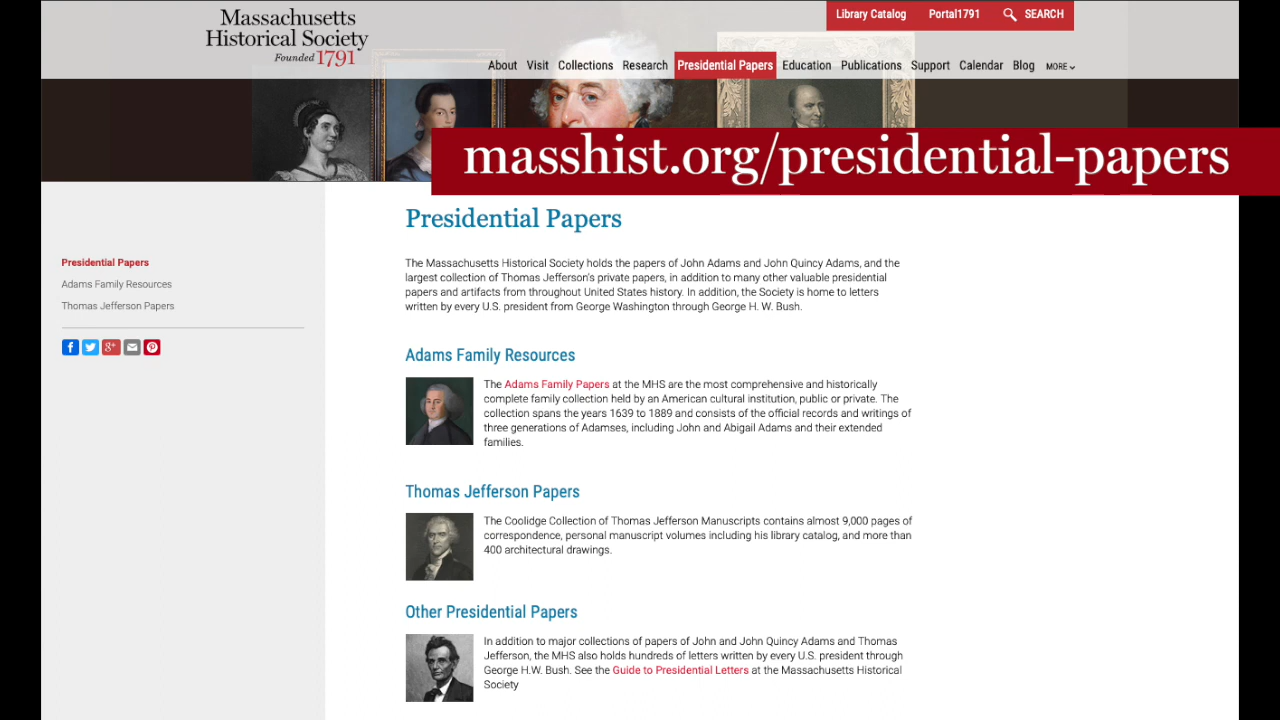 Massachusetts
Historical Society
Founded 1791
Library Catalog Portal1791 SEARCH
About Visit Collections Research Presidential Papers Education Publications Support Calendar Blog MORE
masshist.org/presidential-papers
Presidential Papers
Adams Family Resources
Thomas Jefferson Papers
Presidential Papers
The Massachusetts Historical Society holds the papers of John Adams and John Quincy Adams, and the
largest collection of Thomas Jefferson's private papers, in addition to many other valuable presidential
papers and artifacts from throughout United States history. In addition, the Society is home to letters
written by every U.S. president from George Washington through George H. W. Bush.
Adams Family Resources
The Adams Family Papers at the MHS are the most comprehensive and historically
complete family collection held by an American cultural institution, public or private. The
collection spans the years 1639 to 1889 and consists of the official records and writings of
three generations of Adamses, including John and Abigail Adams and their extended
families.
Thomas Jefferson Papers
The Coolidge Collection of Thomas Jefferson Manuscripts contains almost 9,000 pages of
correspondence, personal manuscript volumes including his library catalog, and more than
400 architectural drawings.
Other Presidential Papers
In addition to major collections of papers of John and John Quincy Adams and Thomas
Jefferson, the MHS also holds hundreds of letters written by every U.S. president through
George H.W. Bush. See the Guide to Presidential Letters at the Massachusetts Historical
Society